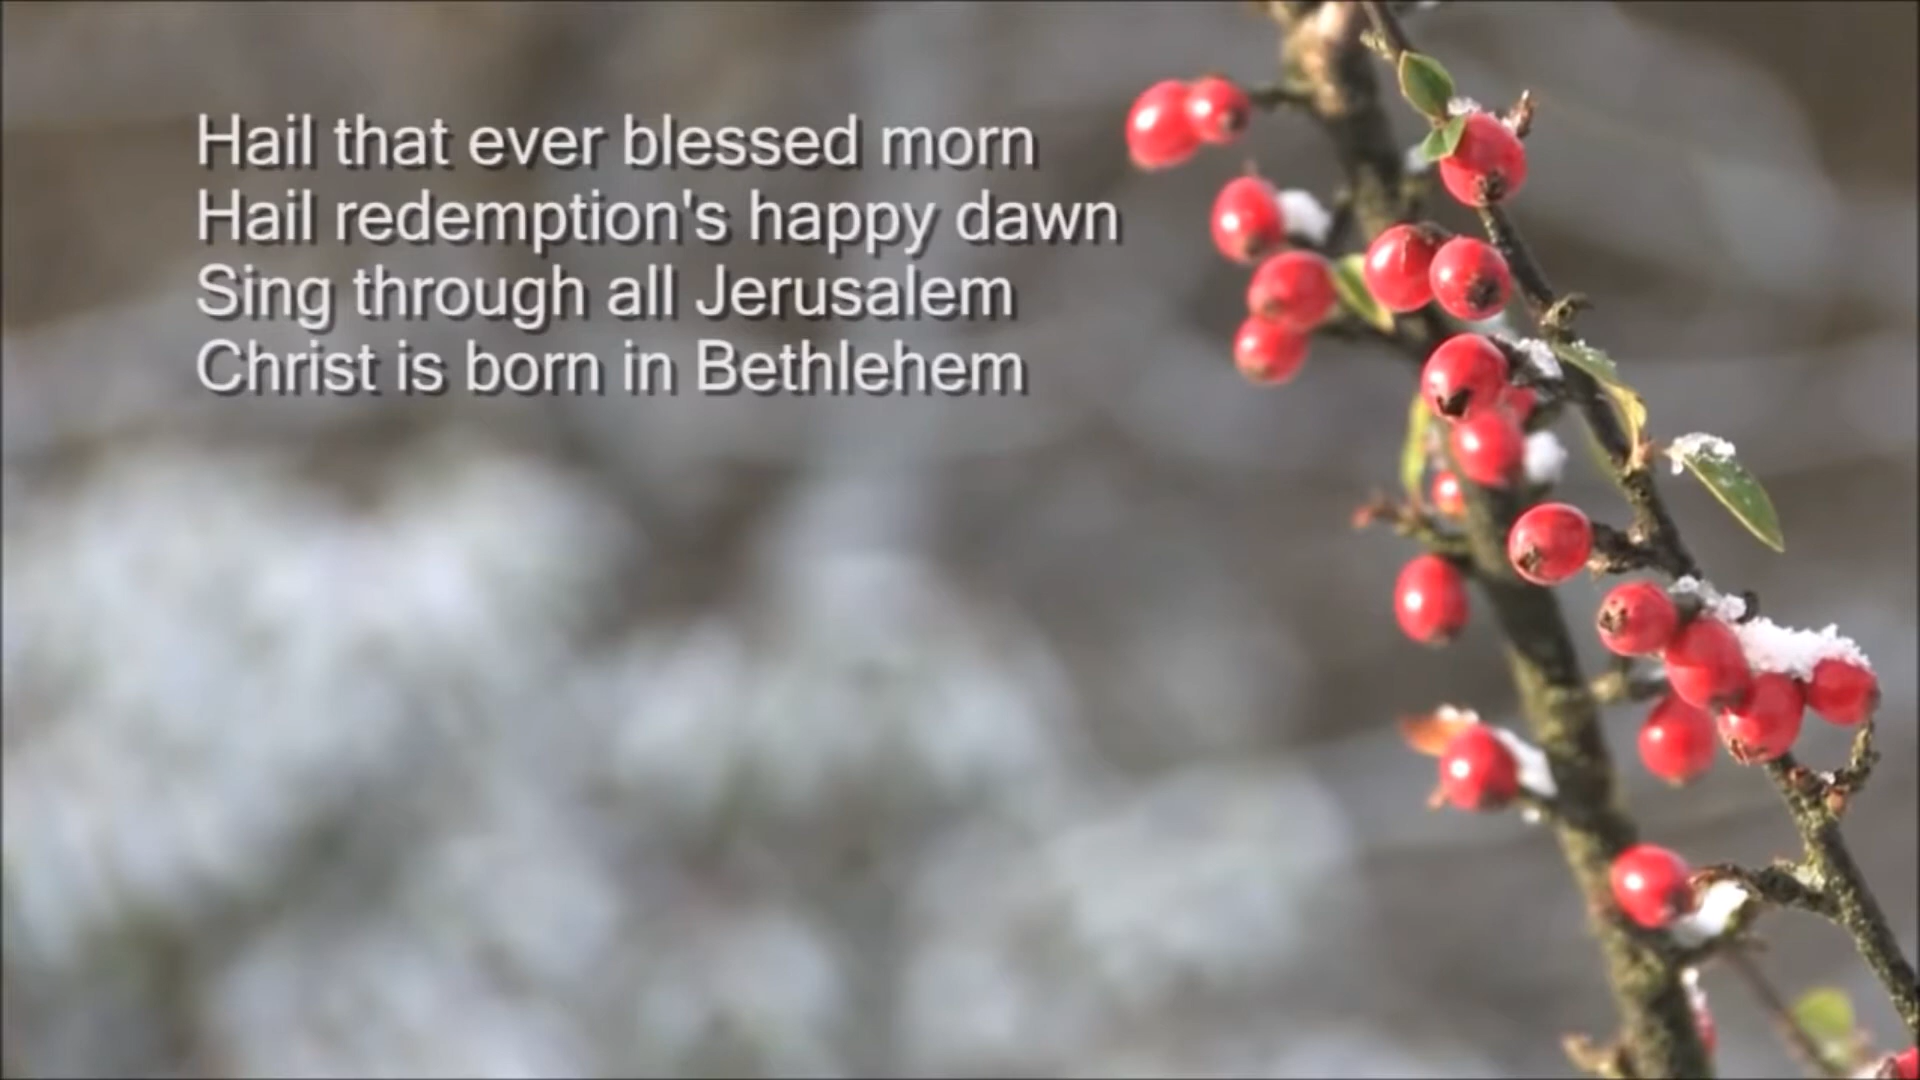 Hail that ever blessed morn
Hail redemption's happy dawn
Sing through all Jerusalem
Christ is born in Bethlehem